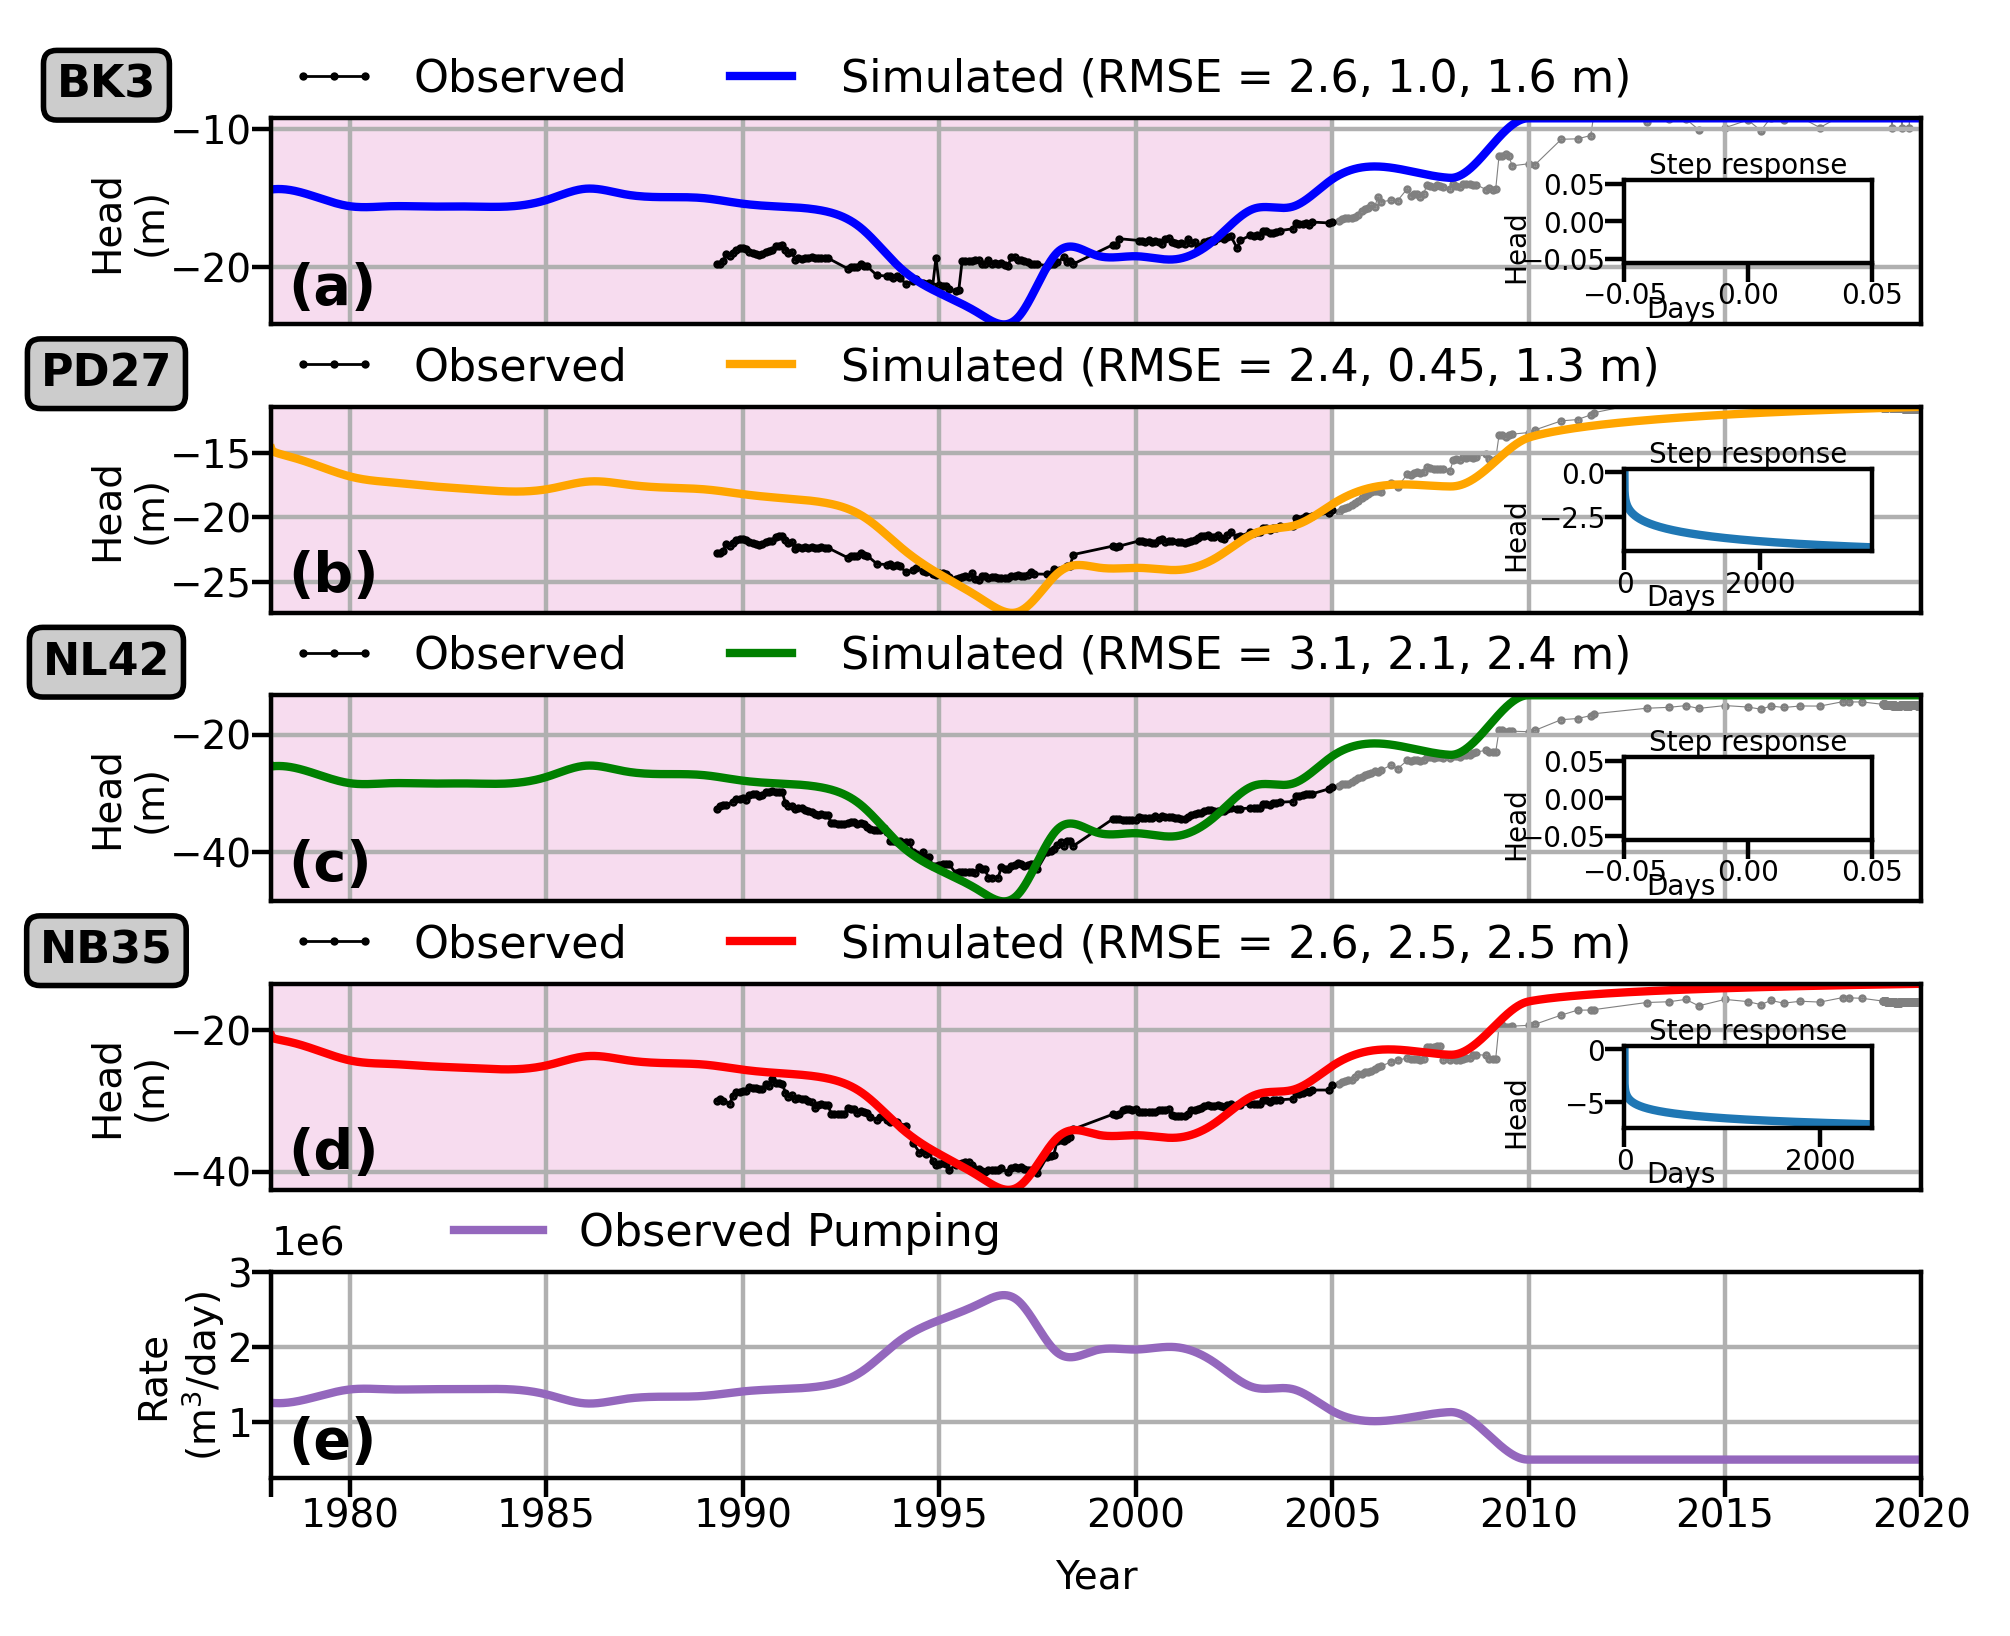 BK3
Observed
Simulated (RMSE = 2.6, 1.0, 1.6 m)
−10
−20
Head
(m)
(a)
Step response
0.05
0.00
−0.05
Head
−0.05
0.00
0.05
Days
PD27
Observed
Simulated (RMSE = 2.4, 0.45, 1.3 m)
−15
−20
−25
Head
(m)
(b)
Step response
0.0
−2.5
Head
0
2000
Days
NL42
Observed
Simulated (RMSE = 3.1, 2.1, 2.4 m)
−20
−40
Head
(m)
(c)
Step response
0.05
0.00
−0.05
Head
−0.05
0.00
0.05
Days
NB35
Observed
Simulated (RMSE = 2.6, 2.5, 2.5 m)
−20
−40
Head
(m)
(d)
Step response
0
−5
Head
0
2000
Days
1e6
Observed Pumping
3
2
1
Rate
(m³/day)
(e)
1980
1985
1990
1995
2000
2005
2010
2015
2020
Year